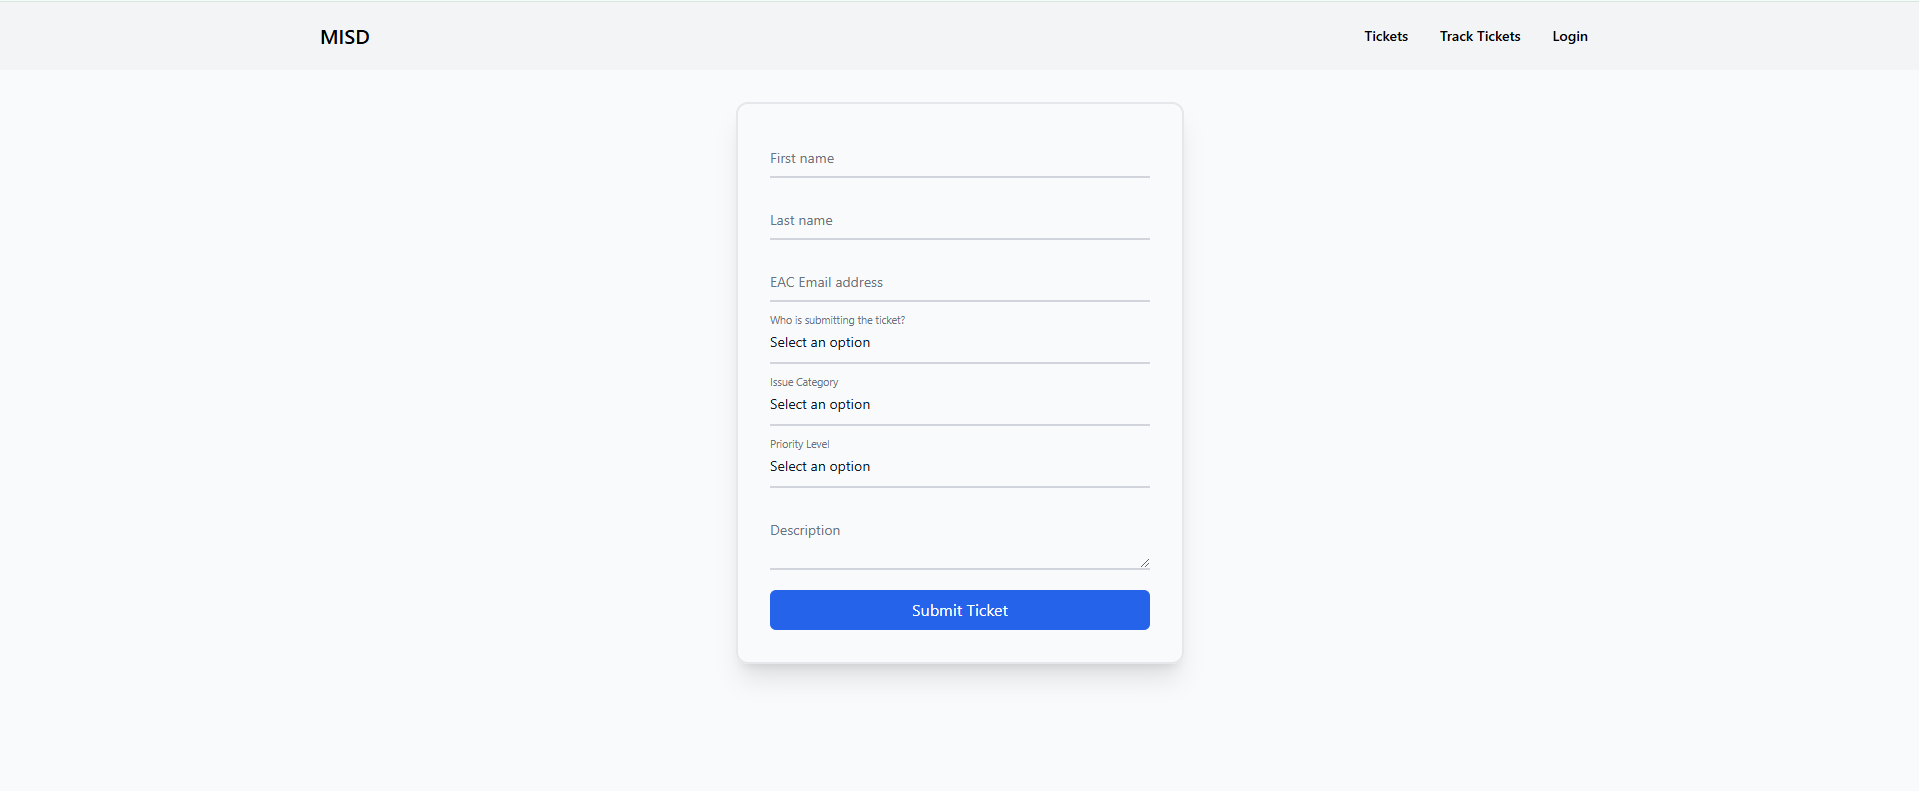 MISD
Tickets Track Tickets Login
First name
Last name
EAC Email address
Who is submitting the ticket?
Select an option
Issue Category
Select an option
Priority Level
Select an option
Description
Submit Ticket